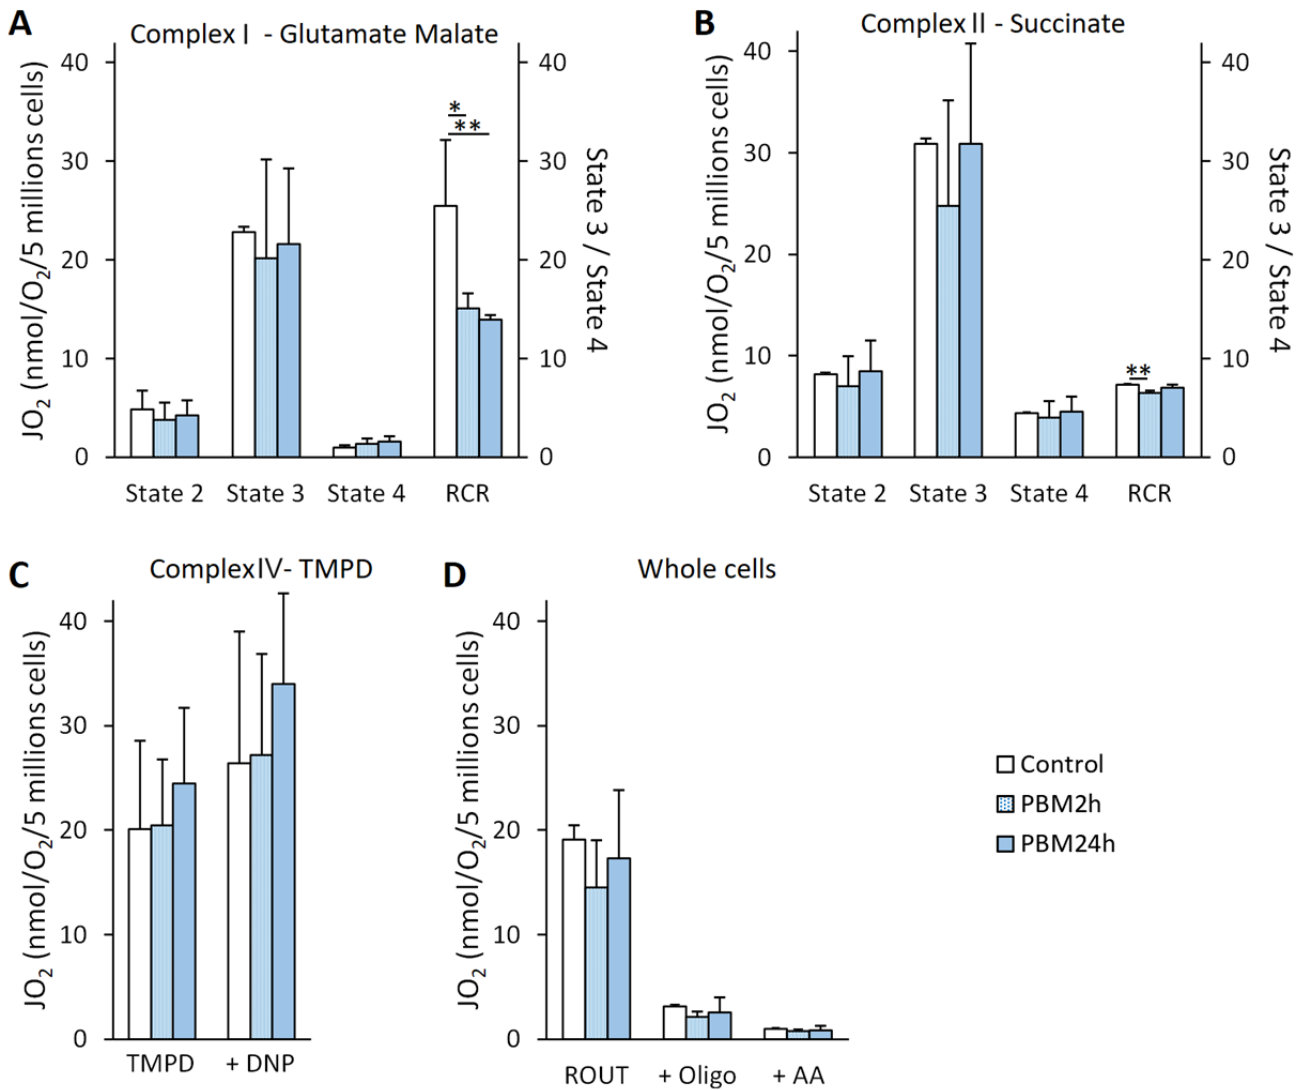 A
Complex I - Glutamate Malate
JO2 (nmol/O2/5 millions cells)
40
30
20
10
0
*
**
40
30
20
10
0
State 3 / State 4
State 2 State 3 State 4 RCR
B
Complex II - Succinate
JO2 (nmol/O2/5 millions cells)
40
30
20
10
0
**
40
30
20
10
0
State 3 / State 4
State 2 State 3 State 4 RCR
C
ComplexIV- TMPD
JO2 (nmol/O2/5 millions cells)
40
30
20
10
0
TMPD + DNP
D
Whole cells
JO2 (nmol/O2/5 millions cells)
40
30
20
10
0
ROUT + Oligo + AA
Control
PBM2h
PBM24h